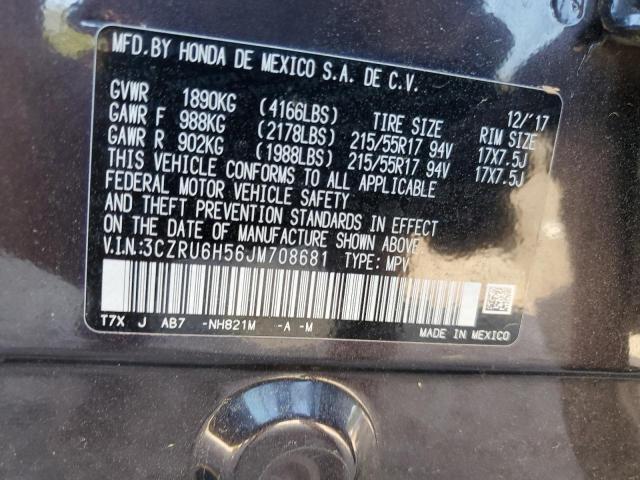 MFD.BY HONDA DE MEXICO S.A. DE C.V.
12/'17
GVWR 1890KG (4166LBS) TIRE SIZE RIM SIZE
GAWR F 988KG (2178LBS) 215/55R17 94V 17X7.5J
GAWR R 902KG (1988LBS) 215/55R17 94V 17X7.5J
THIS VEHICLE CONFORMS TO ALL APPLICABLE
FEDERAL MOTOR VEHICLE SAFETY
AND THEFT PREVENTION STANDARDS IN EFFECT
ON THE DATE OF MANUFACTURE SHOWN ABOVE.
V.I.N.:3CZRU6H56JM708681 TYPE: MPV
T7X J AB7 -NH821M -A -M
MADE IN MEXICO